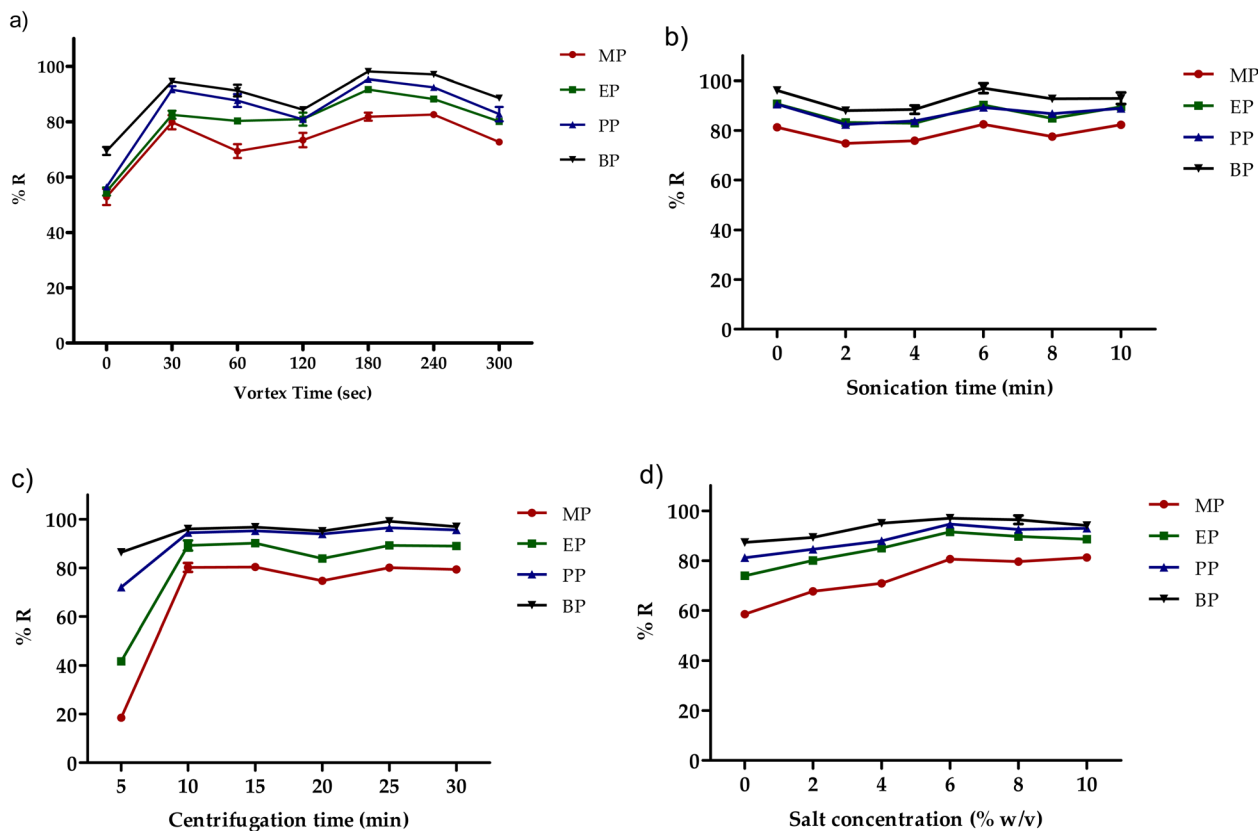 a)
100
80
60
40
20
0
% R
0 30 60 120 180 240 300
Vortex Time (sec)
MP
EP
PP
BP
b)
100
80
60
40
20
0
% R
0 2 4 6 8 10
Sonication time (min)
MP
EP
PP
BP
c)
100
80
60
40
20
0
% R
5 10 15 20 25 30
Centrifugation time (min)
MP
EP
PP
BP
d)
100
80
60
40
20
0
% R
0 2 4 6 8 10
Salt concentration (% w/v)
MP
EP
PP
BP